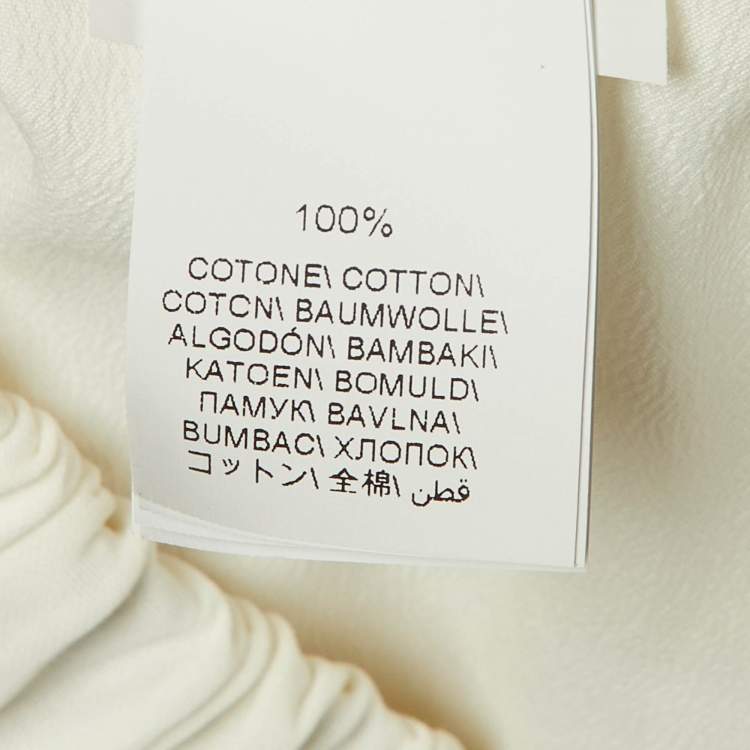 100%
COTONE\ COTTON\
COTCN\ BAUMWOLLE\
ALGODÓN\ BAMBAKI\
KATOEN\ BOMULD\
ПАМУК\ BAVLNA\
BUMBAC\ ХЛОПОК\
コットン\ 全棉\ قطن